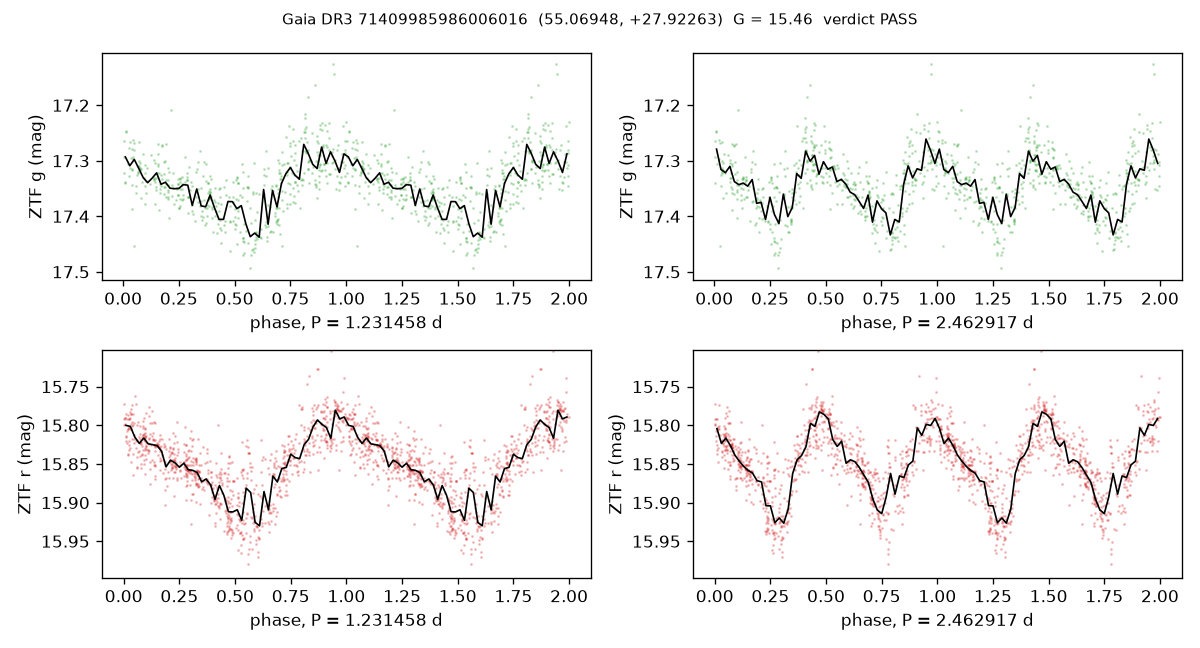 Gaia DR3 71409985986006016  (55.06948, +27.92263)  G = 15.46  verdict PASS
ZTF g (mag)
17.2
17.3
17.4
17.5
0.00 0.25 0.50 0.75 1.00 1.25 1.50 1.75 2.00
phase, P = 1.231458 d
ZTF g (mag)
17.2
17.3
17.4
17.5
0.00 0.25 0.50 0.75 1.00 1.25 1.50 1.75 2.00
phase, P = 2.462917 d
ZTF r (mag)
15.75
15.80
15.85
15.90
15.95
0.00 0.25 0.50 0.75 1.00 1.25 1.50 1.75 2.00
phase, P = 1.231458 d
ZTF r (mag)
15.75
15.80
15.85
15.90
15.95
0.00 0.25 0.50 0.75 1.00 1.25 1.50 1.75 2.00
phase, P = 2.462917 d